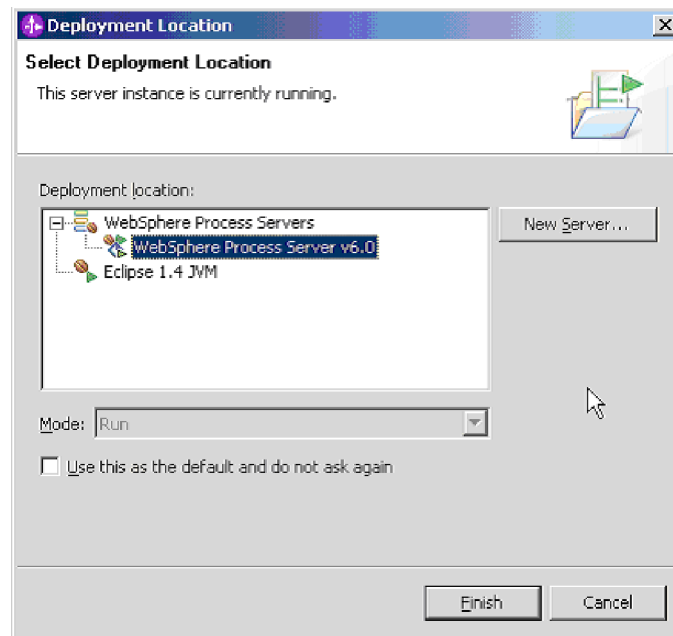 Deployment Location
Select Deployment Location
This server instance is currently running.
Deployment location:
WebSphere Process Servers
New Server...
WebSphere Process Server v6.0
Eclipse 1.4 JVM
Mode: Run
Use this as the default and do not ask again
Finish Cancel